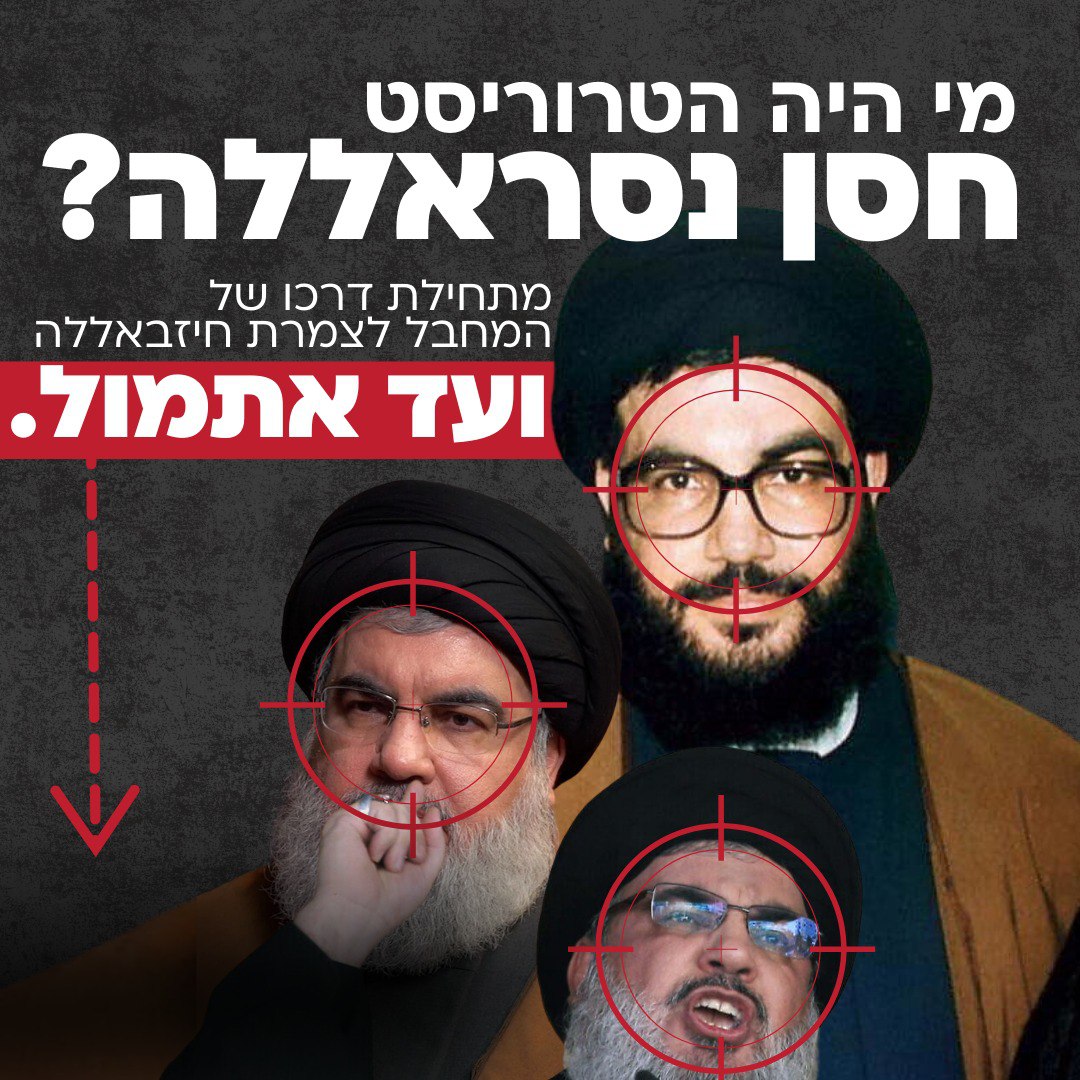 מי היה הטרוריסט
חסן נסראללה?
מתחילת דרכו של
המחבל לצמרת חיזבאללה
ועד אתמול.